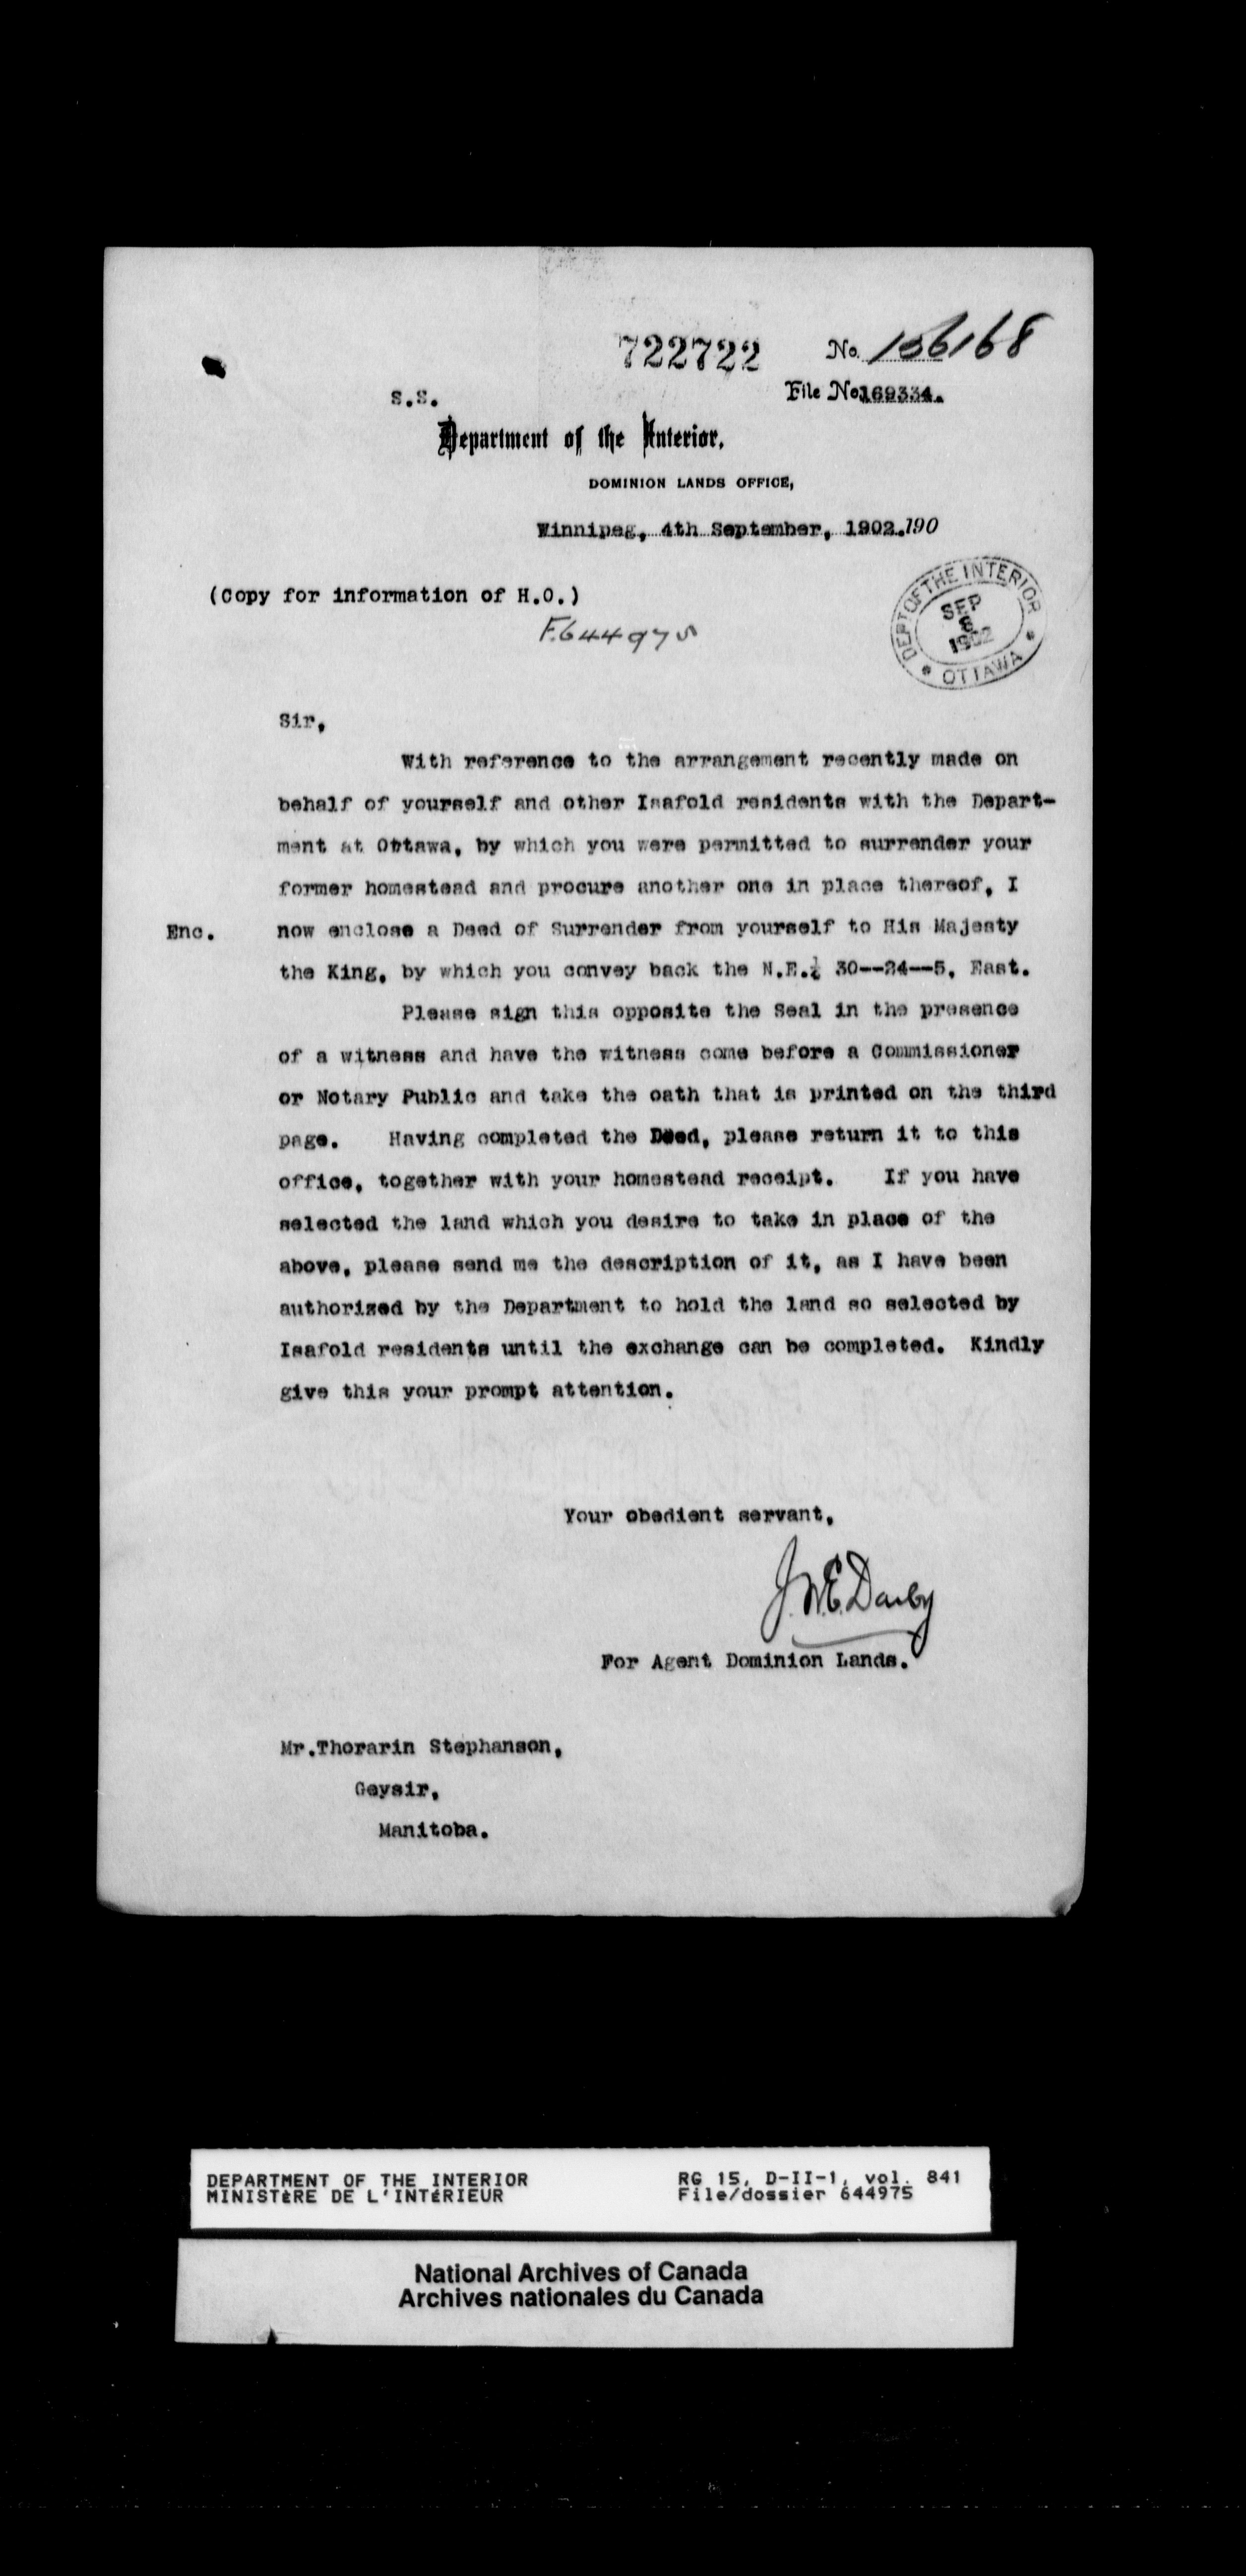 722722 No. 156168
File No. 169334.
S.S.
Department of the Interior.
DOMINION LANDS OFFICE,
Winnipeg, 4th September, 1902. 190
(Copy for information of H.O.)
F.644975
DEPT OF THE INTERIOR
SEP
8
1902
OTTAWA
Sir,
With reference to the arrangement recently made on
behalf of yourself and other Isafold residents with the Depart-
ment at Ottawa, by which you were permitted to surrender your
former homestead and procure another one in place thereof, I
Enc. now enclose a Deed of Surrender from yourself to His Majesty
the King, by which you convey back the N.E.¼ 30--24--5, East.
Please sign this opposite the Seal in the presence
of a witness and have the witness come before a Commissioner
or Notary Public and take the oath that is printed on the third
page. Having completed the Deed, please return it to this
office, together with your homestead receipt. If you have
selected the land which you desire to take in place of the
above, please send me the description of it, as I have been
authorized by the Department to hold the land so selected by
Isafold residents until the exchange can be completed. Kindly
give this your prompt attention.
Your obedient servant,
J.W.E. Darby
For Agent Dominion Lands.
Mr.Thorarin Stephanson,
Geysir,
Manitoba.
DEPARTMENT OF THE INTERIOR RG 15, D-II-1, vol. 841
MINISTÈRE DE L'INTÉRIEUR File/dossier 644975
National Archives of Canada
Archives nationales du Canada